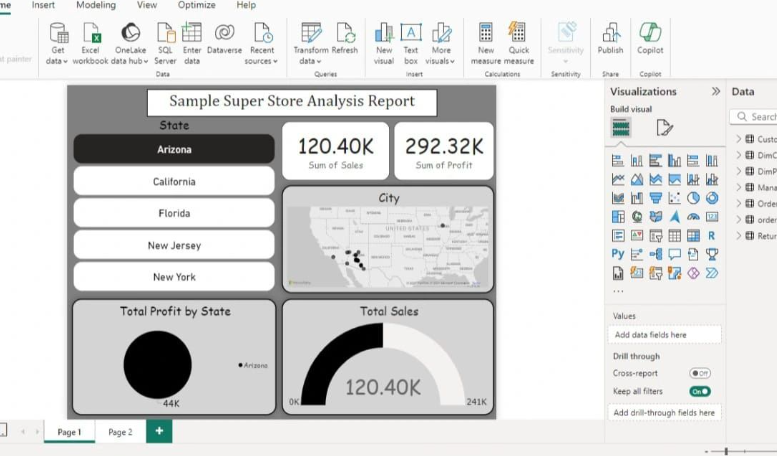 me Insert Modeling View Optimize Help
t painter
Get data Excel workbook OneLake data hub SQL Server Enter data Dataverse Recent sources Transform data Refresh New visual Text box More visuals New measure Quick measure Sensitivity Publish Copilot
Data Queries Insert Calculations Sensitivity Share Copilot
Sample Super Store Analysis Report
State
Arizona
California
Florida
New Jersey
New York
120.40K
Sum of Sales
292.32K
Sum of Profit
City
UNITED STATES
Total Profit by State
Arizona
44K
Total Sales
120.40K
0K
241K
Visualizations
Build visual
R
Py
...
Values
Add data fields here
Drill through
Cross-report
Off
Keep all filters
On
Add drill-through fields here
Data
Search
Custo
DimC
DimP
Mana
Orde
order
Retur
Page 1 Page 2 +